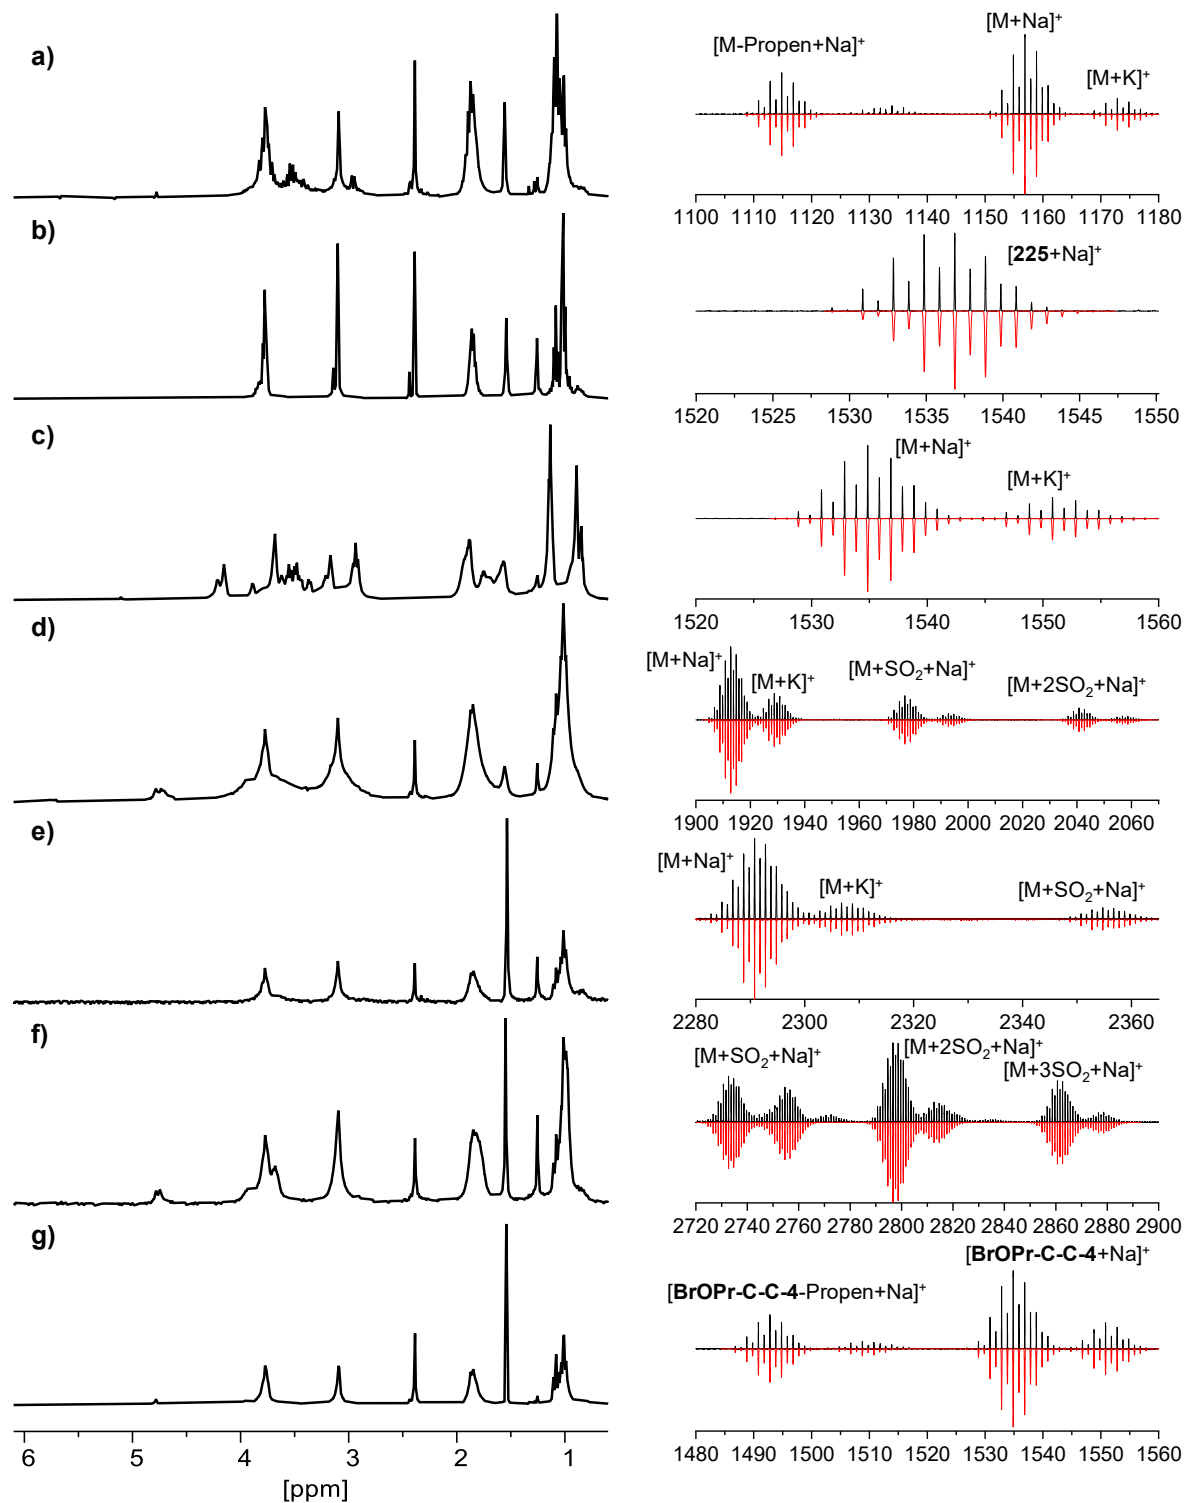 a)
[M-Propen+Na]⁺
[M+Na]⁺
[M+K]⁺
1100 1110 1120 1130 1140 1150 1160 1170 1180
b)
[225+Na]⁺
1520 1525 1530 1535 1540 1545 1550
c)
[M+Na]⁺
[M+K]⁺
1520 1530 1540 1550 1560
d)
[M+Na]⁺
[M+K]⁺
[M+SO₂+Na]⁺
[M+2SO₂+Na]⁺
1900 1920 1940 1960 1980 2000 2020 2040 2060
e)
[M+Na]⁺
[M+K]⁺
[M+SO₂+Na]⁺
2280 2300 2320 2340 2360
f)
[M+SO₂+Na]⁺
[M+2SO₂+Na]⁺
[M+3SO₂+Na]⁺
2720 2740 2760 2780 2800 2820 2840 2860 2880 2900
g)
[BrOPr-C-C-4+Na]⁺
[BrOPr-C-C-4-Propen+Na]⁺
1480 1490 1500 1510 1520 1530 1540 1550 1560
6 5 4 3 2 1
[ppm]